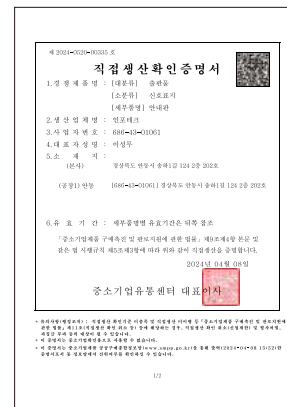 제 2024-0520-00335 호
직접생산확인증명서
1.경 쟁 제 품 명 : [대분류] 출판물
[소분류] 신호표지
[세부품명] 안내판
2.생 산 업 체 명 : 인포테크
3.사 업 자 번 호 : 686-43-01061
4.대 표 자 성 명 : 이성우
5.소 재 지 :
(본사) 경상북도 안동시 송하1길 124 2층 202호
(공장1) 안동 [686-43-01061] 경상북도 안동시 송하1길 124 2층 202호
6.유 효 기 간 : 세부품명별 유효기간은 뒤쪽 참조
「중소기업제품 구매촉진 및 판로지원에 관한 법률」제9조제4항 본문 및
같은 법 시행규칙 제5조제3항에 따라 위와 같이 직접생산을 증명합니다.
2024년 04월 08일
중소기업유통센터 대표이사
1/2